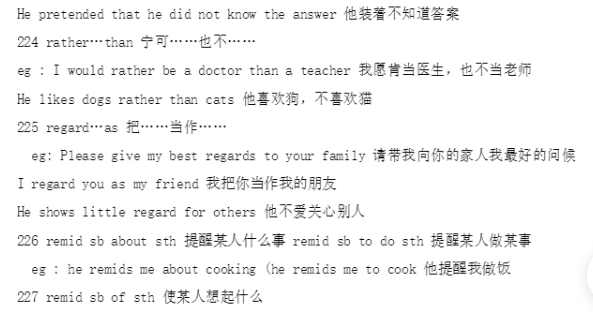 He pretended that he did not know the answer 他装着不知道答案
224 rather…than 宁可……也不……
eg : I would rather be a doctor than a teacher 我愿肯当医生，也不当老师
He likes dogs rather than cats 他喜欢狗，不喜欢猫
225 regard…as 把……当作……
eg: Please give my best regards to your family 请带我向你的家人我最好的问候
I regard you as my friend 我把你当作我的朋友
He shows little regard for others 他不爱关心别人
226 remid sb about sth 提醒某人什么事 remid sb to do sth 提醒某人做某事
eg : he remids me about cooking (he remids me to cook 他提醒我做饭
227 remid sb of sth 使某人想起什么